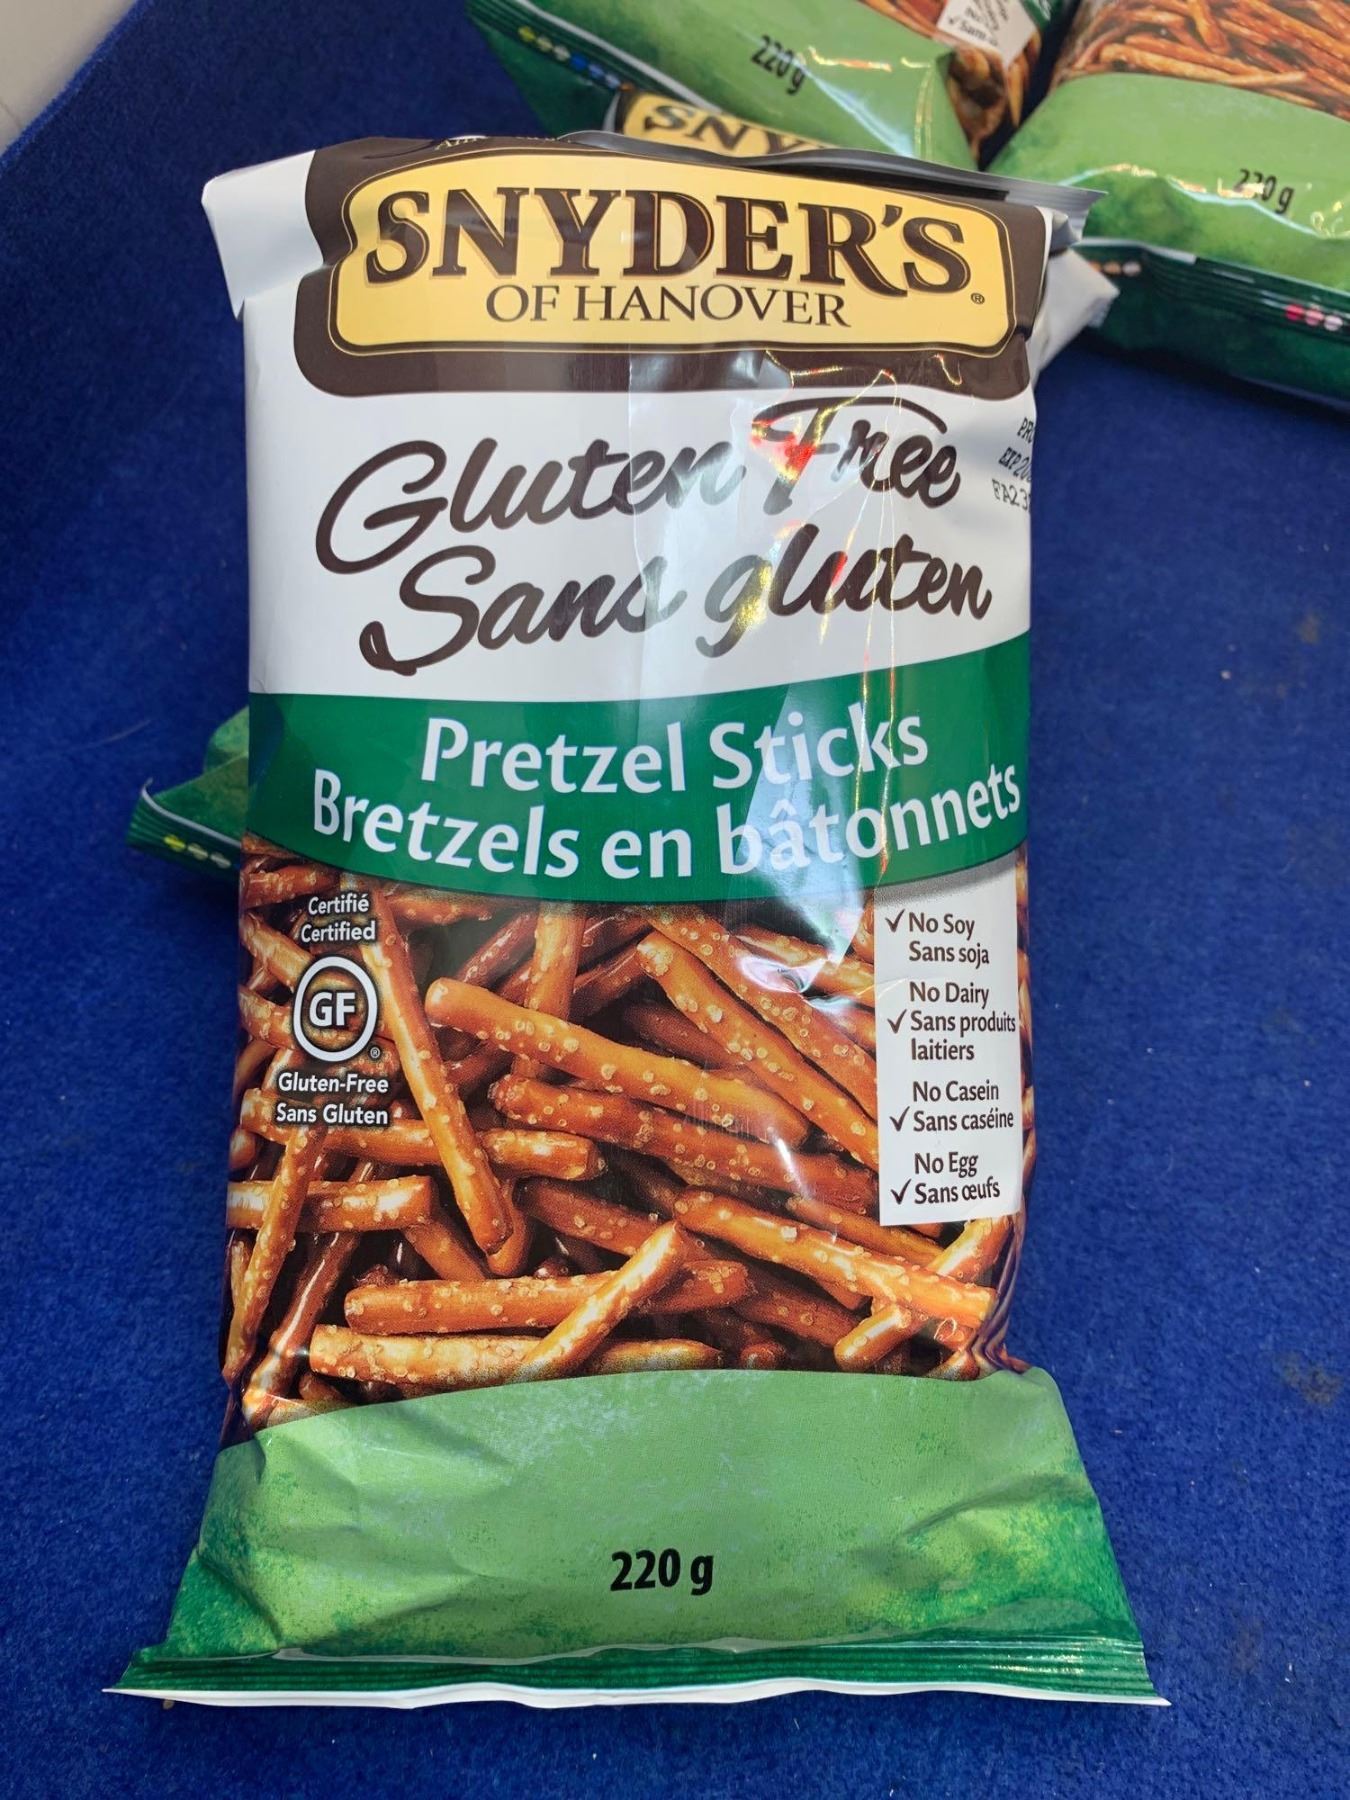 220 g
SNY
220 g
SNYDER'S
OF HANOVER
®
Gluten Free
Sans gluten
Pretzel Sticks
Bretzels en bâtonnets
Certifié
Certified
GF
®
Gluten-Free
Sans Gluten
✓ No Soy
Sans soja
No Dairy
✓ Sans produits
laitiers
No Casein
✓ Sans caséine
No Egg
✓ Sans œufs
220 g